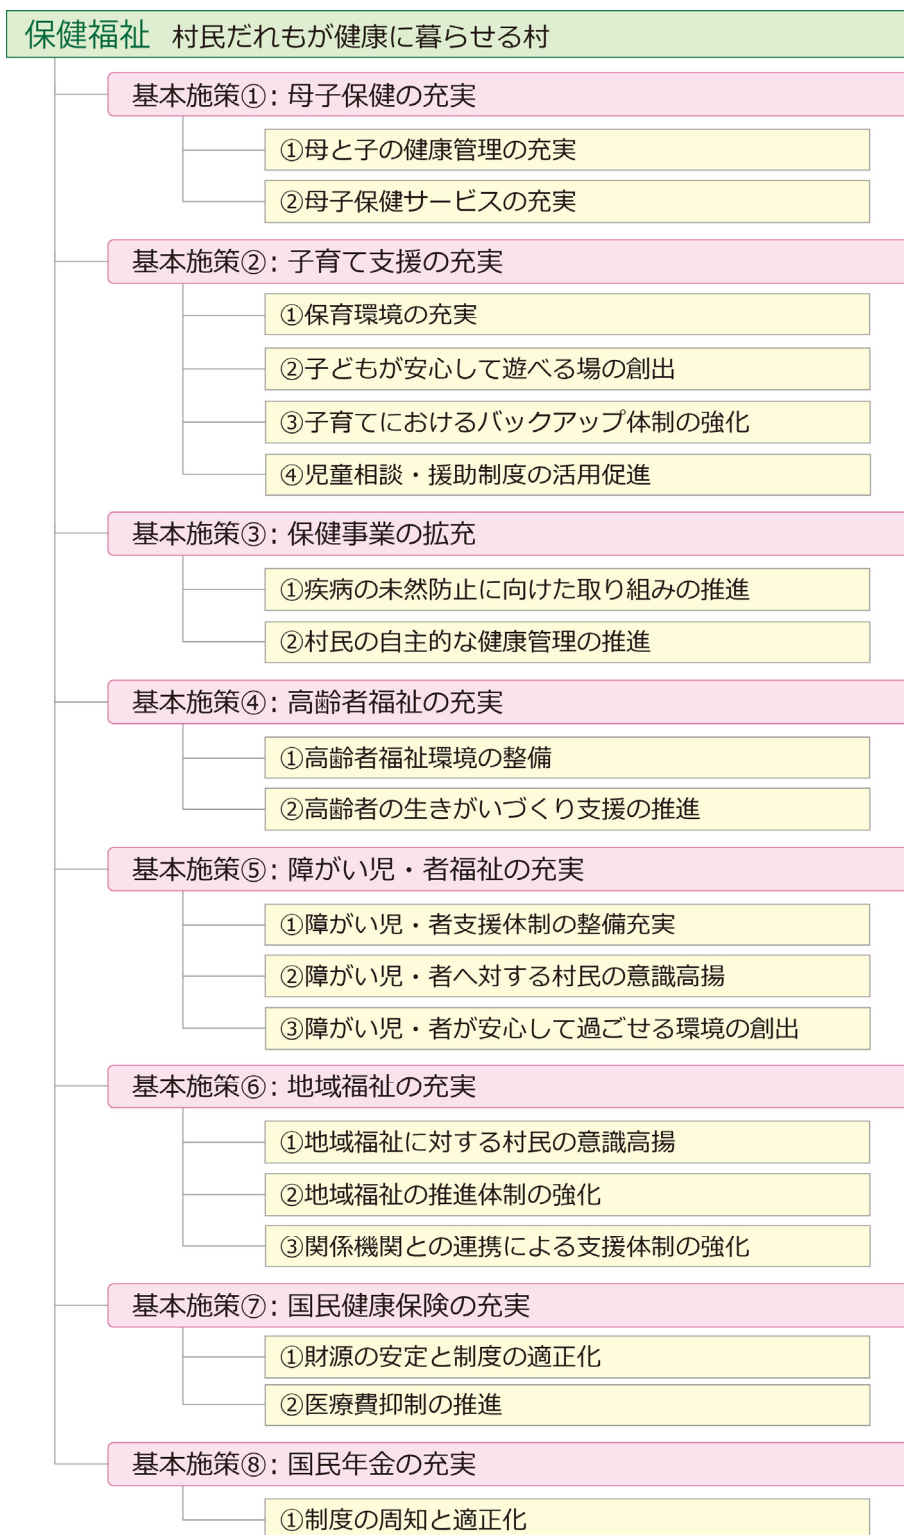 保健福祉 村民だれもが健康に暮らせる村
基本施策①: 母子保健の充実
①母と子の健康管理の充実
②母子保健サービスの充実
基本施策②: 子育て支援の充実
①保育環境の充実
②子どもが安心して遊べる場の創出
③子育てにおけるバックアップ体制の強化
④児童相談・援助制度の活用促進
基本施策③: 保健事業の拡充
①疾病の未然防止に向けた取り組みの推進
②村民の自主的な健康管理の推進
基本施策④: 高齢者福祉の充実
①高齢者福祉環境の整備
②高齢者の生きがいづくり支援の推進
基本施策⑤: 障がい児・者福祉の充実
①障がい児・者支援体制の整備充実
②障がい児・者へ対する村民の意識高揚
③障がい児・者が安心して過ごせる環境の創出
基本施策⑥: 地域福祉の充実
①地域福祉に対する村民の意識高揚
②地域福祉の推進体制の強化
③関係機関との連携による支援体制の強化
基本施策⑦: 国民健康保険の充実
①財源の安定と制度の適正化
②医療費抑制の推進
基本施策⑧: 国民年金の充実
①制度の周知と適正化